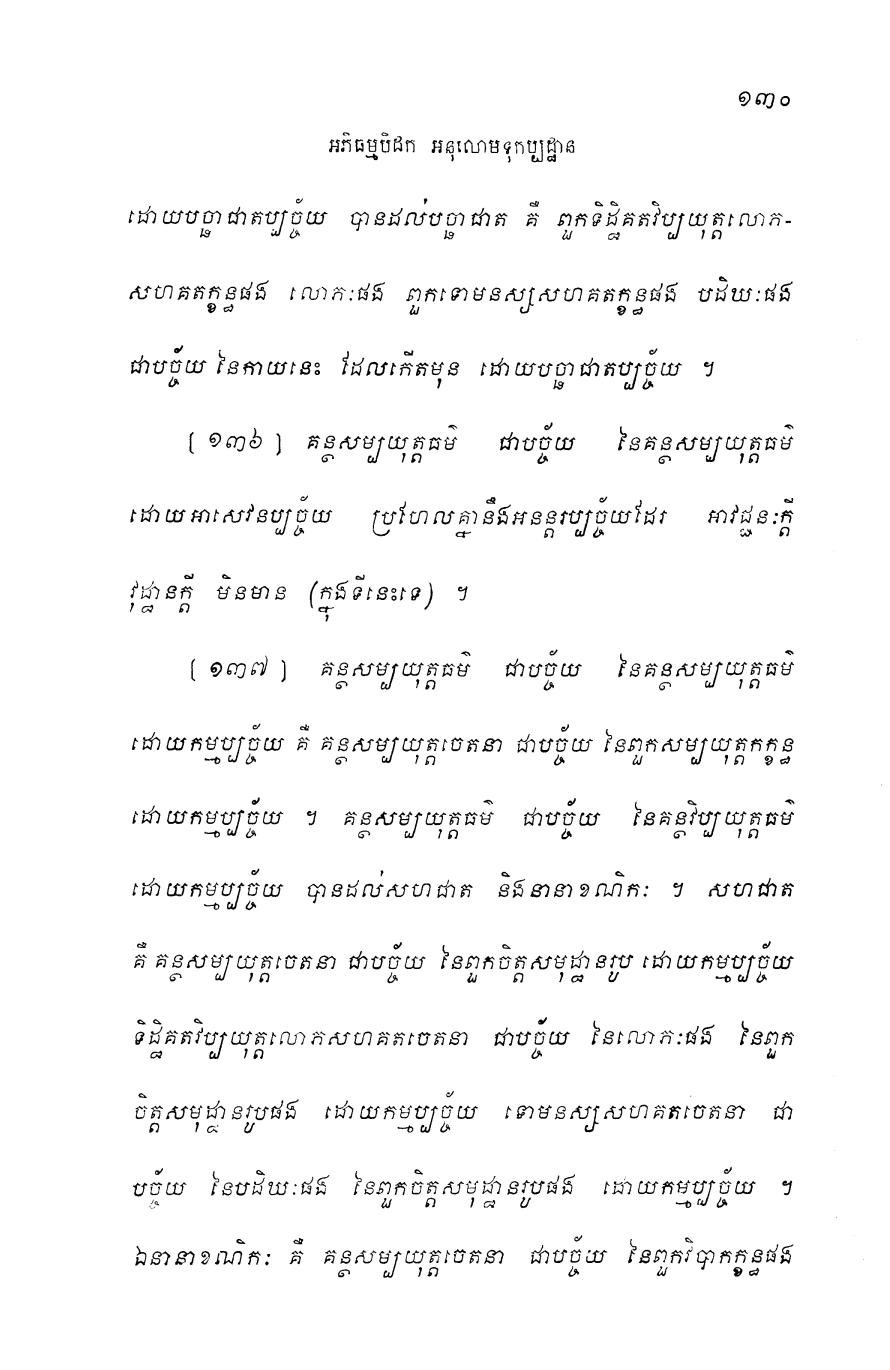 ១៣០
អភិធម្មបិដក អនុលោមទុកប្បដ្ឋាន
ដោយបច្ឆាជាតប្បច្ច័យ បានដល់បច្ឆាជាត គឺ ពួកទិដ្ឋិគតវិប្បយុត្តលោភ-
សហគតក្ខន្ធផង លោភៈផង ពួកទោមនស្សសហគតក្ខន្ធផង បដិឃៈផង
ជាបច្ច័យ នៃកាយនេះ ដែលកើតមុន ដោយបច្ឆាជាតប្បច្ច័យ ។
[ ១៣៦ ] គន្ថសម្បយុត្តធម៌ ជាបច្ច័យ នៃគន្ថសម្បយុត្តធម៌
ដោយអាសេវនប្បច្ច័យ ប្រហែលគ្នានឹងអនន្តរប្បច្ច័យដែរ អាវជ្ជនៈក្តី
វុដ្ឋានក្តី មិនមាន (ក្នុងទីនេះទេ) ។
[ ១៣៧ ] គន្ថសម្បយុត្តធម៌ ជាបច្ច័យ នៃគន្ថសម្បយុត្តធម៌
ដោយកម្មប្បច្ច័យ គឺ គន្ថសម្បយុត្តចេតនា ជាបច្ច័យ នៃពួកសម្បយុត្តកក្ខន្ធ
ដោយកម្មប្បច្ច័យ ។ គន្ថសម្បយុត្តធម៌ ជាបច្ច័យ នៃគន្ថវិប្បយុត្តធម៌
ដោយកម្មប្បច្ច័យ បានដល់សហជាត និងនានាខណិកៈ ។ សហជាត
គឺ គន្ថសម្បយុត្តចេតនា ជាបច្ច័យ នៃពួកចិត្តសមុដ្ឋានរូប ដោយកម្មប្បច្ច័យ
ទិដ្ឋិគតវិប្បយុត្តលោភសហគតចេតនា ជាបច្ច័យ នៃលោភៈផង នៃពួក
ចិត្តសមុដ្ឋានរូបផង ដោយកម្មប្បច្ច័យ ទោមនស្សសហគតចេតនា ជា
បច្ច័យ នៃបដិឃៈផង នៃពួកចិត្តសមុដ្ឋានរូបផង ដោយកម្មប្បច្ច័យ ។
ឯនានាខណិកៈ គឺ គន្ថសម្បយុត្តចេតនា ជាបច្ច័យ នៃពួកវិបាកក្ខន្ធផង